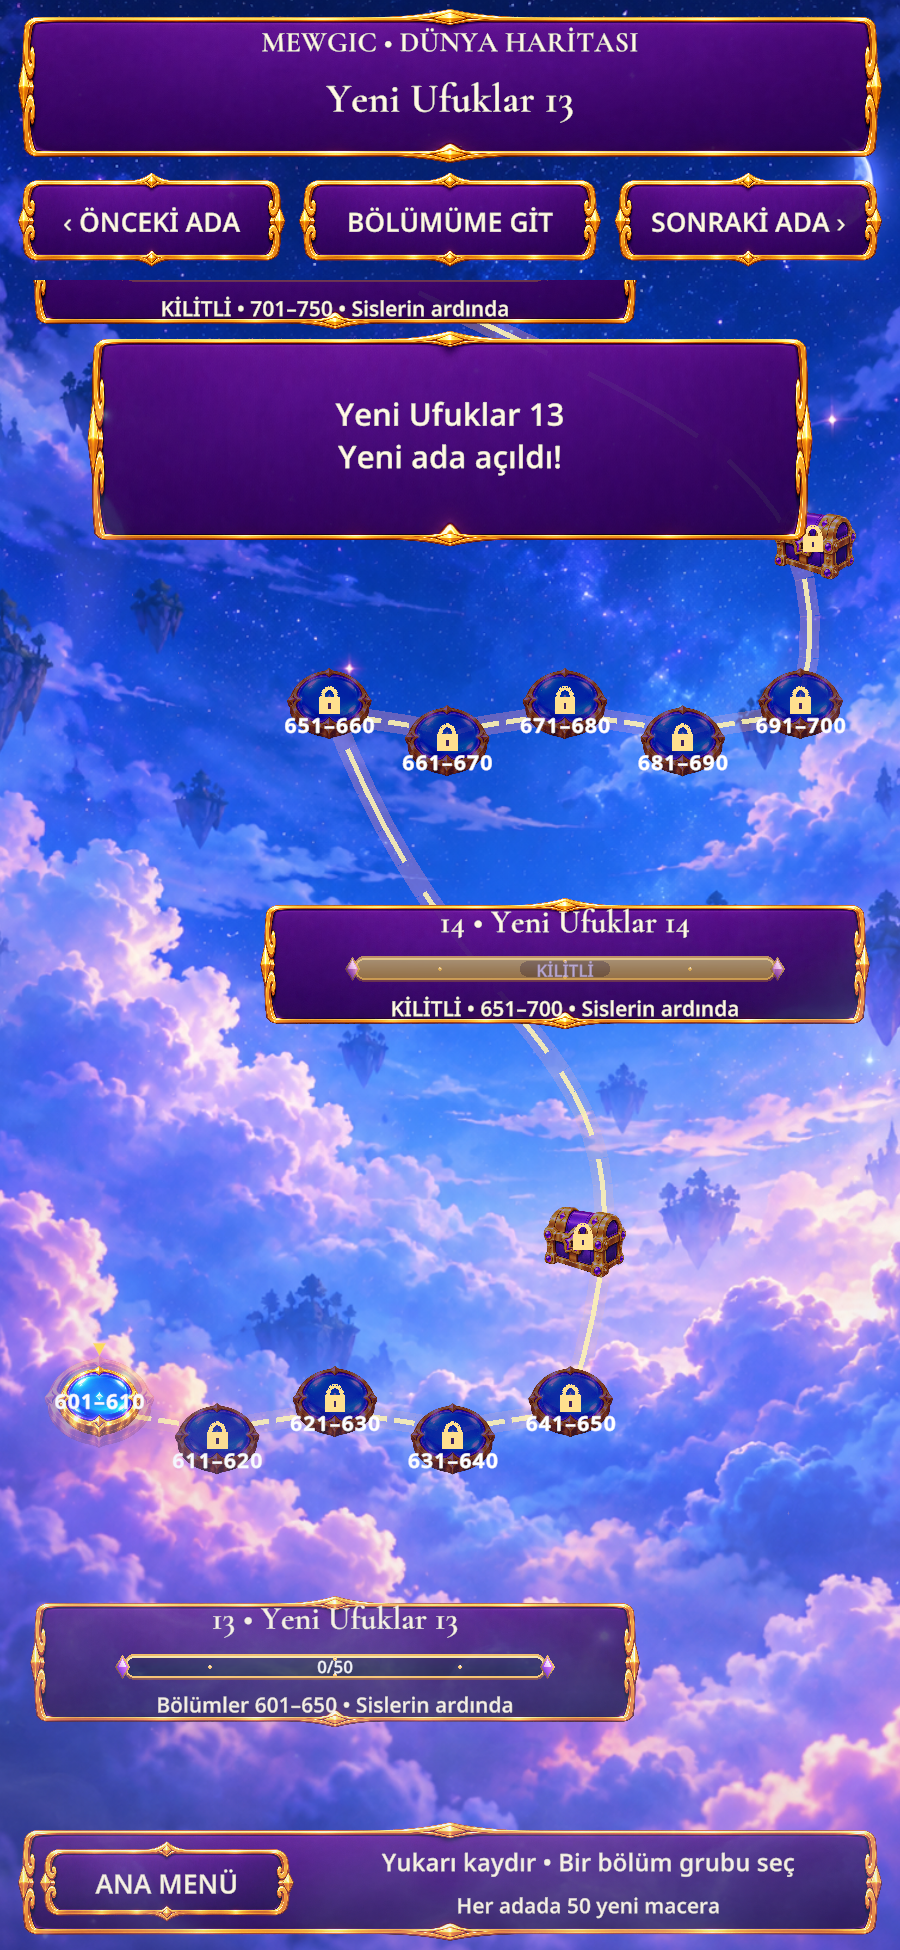 MEWGIC • DÜNYA HARİTASI
Yeni Ufuklar 13
‹ ÖNCEKİ ADA
BÖLÜMÜME GİT
SONRAKİ ADA ›
KİLİTLİ • 701–750 • Sislerin ardında
Yeni Ufuklar 13
Yeni ada açıldı!
651–660
661–670
671–680
681–690
691–700
14 • Yeni Ufuklar 14
KİLİTLİ
KİLİTLİ • 651–700 • Sislerin ardında
601–610
611–620
621–630
631–640
641–650
13 • Yeni Ufuklar 13
0/50
Bölümler 601–650 • Sislerin ardında
ANA MENÜ
Yukarı kaydır • Bir bölüm grubu seç
Her adada 50 yeni macera